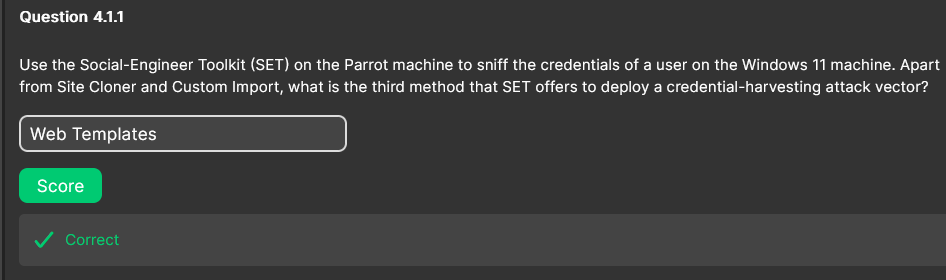 Question 4.1.1
Use the Social-Engineer Toolkit (SET) on the Parrot machine to sniff the credentials of a user on the Windows 11 machine. Apart
from Site Cloner and Custom Import, what is the third method that SET offers to deploy a credential-harvesting attack vector?
Web Templates
Score
Correct